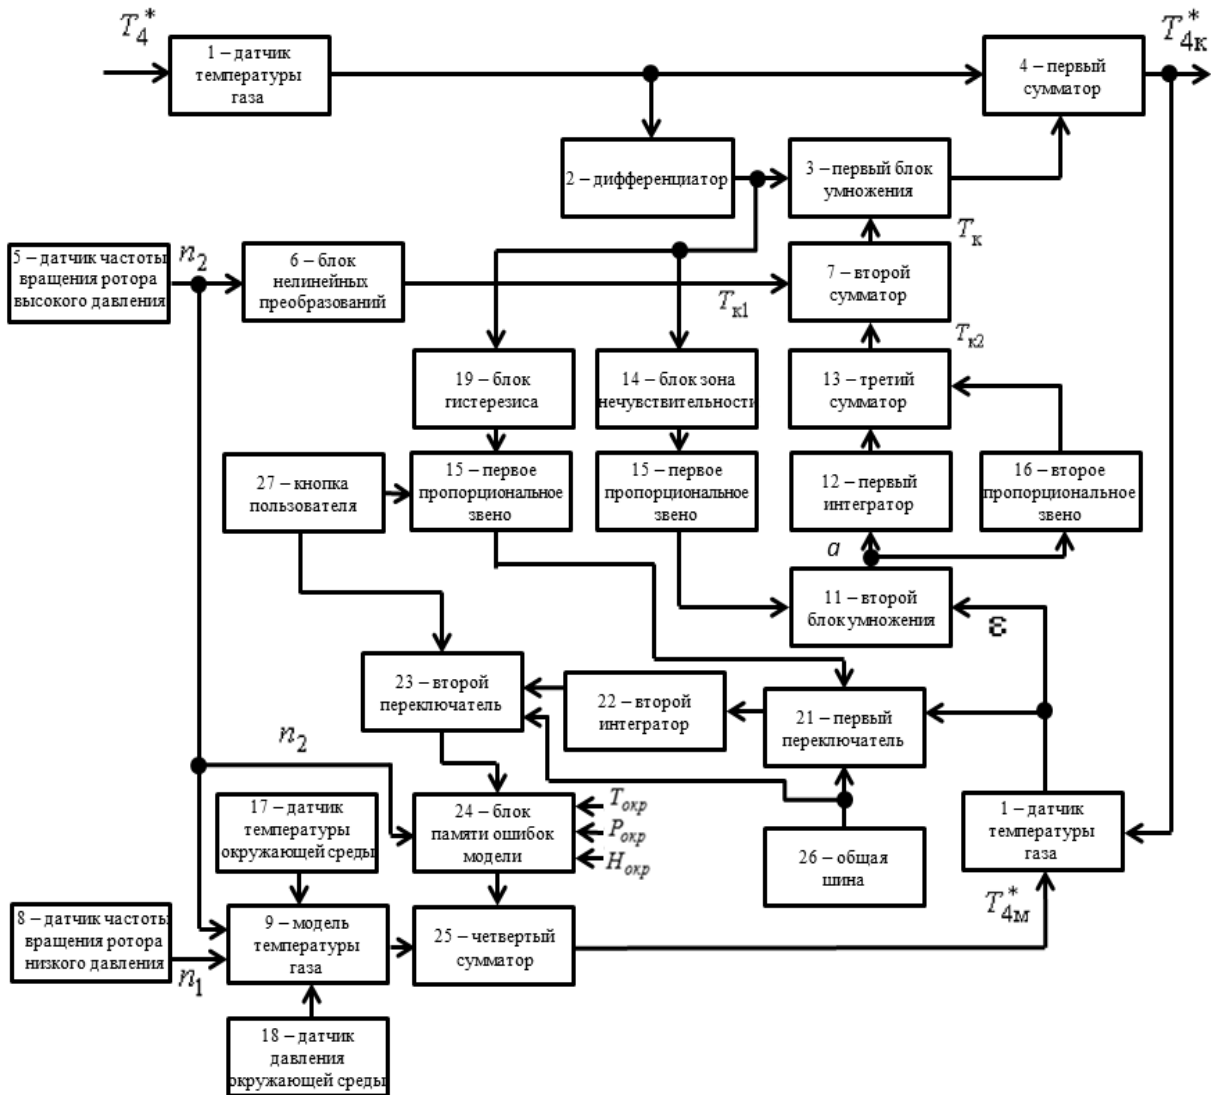 T*4
1 – датчик
температуры
газа
4 – первый
сумматор
T*4к
2 – дифференциатор
3 – первый блок
умножения
Tк
5 – датчик частоты
вращения ротора
высокого давления
n2
6 – блок
нелинейных
преобразований
Tк1
7 – второй
сумматор
Tк2
19 – блок
гистерезиса
14 – блок зона
нечувствительности
13 – третий
сумматор
27 – кнопка
пользователя
15 – первое
пропорциональное
звено
15 – первое
пропорциональное
звено
12 – первый
интегратор
16 – второе
пропорциональное
звено
a
11 – второй
блок умножения
ε
23 – второй
переключатель
22 – второй
интегратор
21 – первый
переключатель
n2
17 – датчик
температуры
окружающей среды
24 – блок
памяти ошибок
модели
Tокр
Pокр
Hокр
26 – общая
шина
1 – датчик
температуры
газа
T*4м
8 – датчик частоты
вращения ротора
низкого давления
n1
9 – модель
температуры
газа
25 – четвертый
сумматор
18 – датчик
давления
окружающей среды